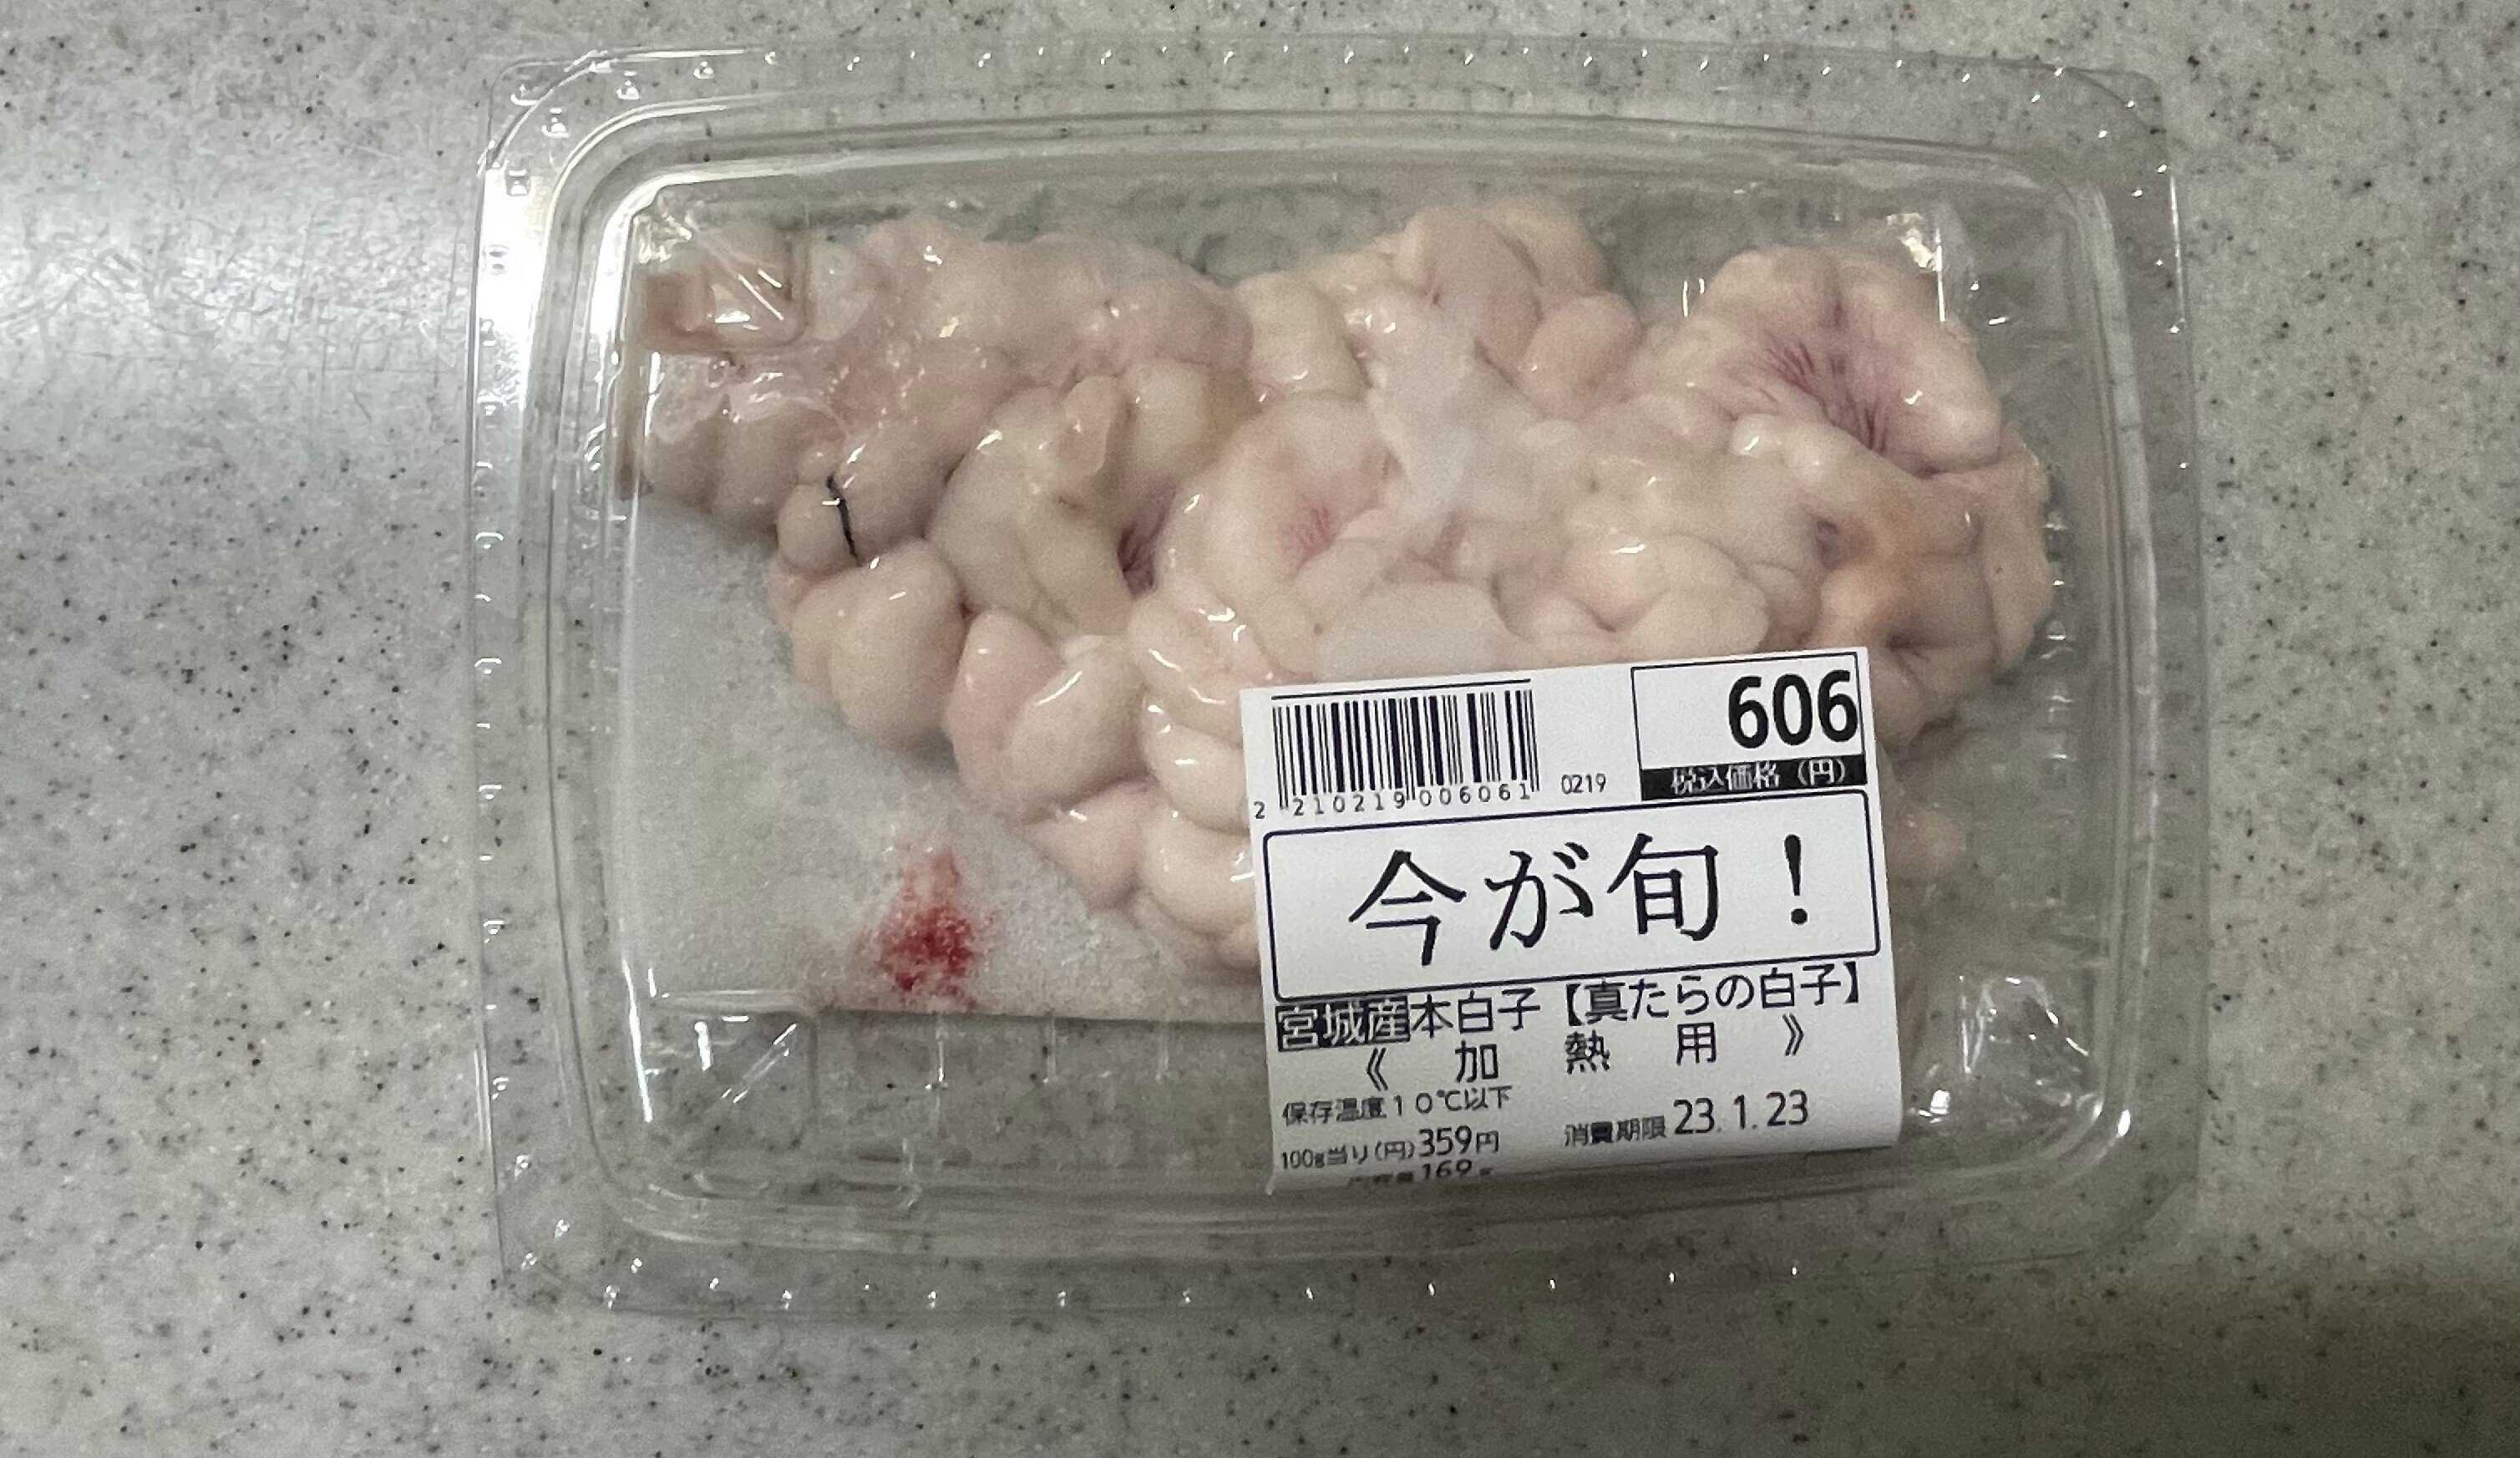 606
税込価格（円）
2 210219 006061 0219
今が旬！
宮城産本白子【真たらの白子】
《加熱用》
保存温度１０℃以下
100g当り(円)359円 消費期限 23.1.23
169g